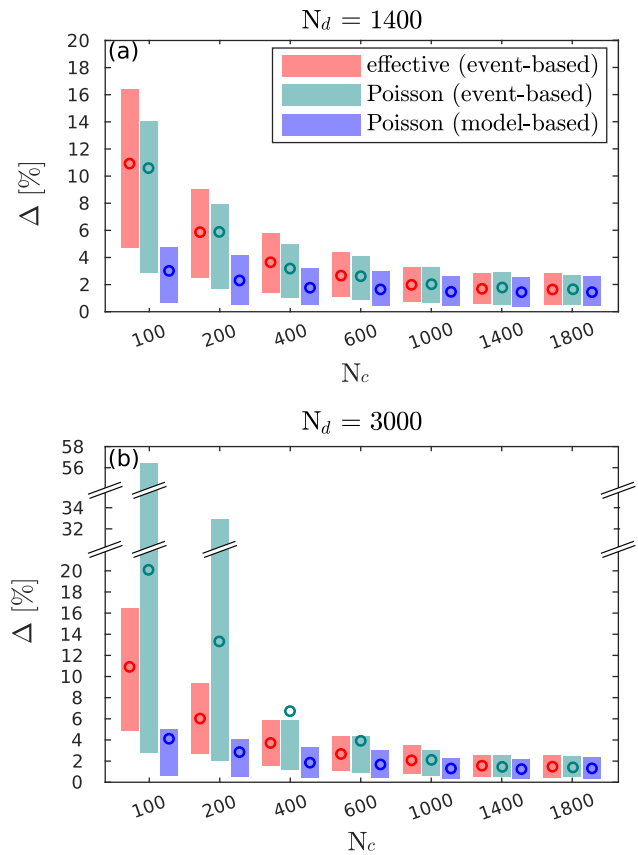 N_d = 1400
(a)
effective (event-based)
Poisson (event-based)
Poisson (model-based)
20
18
16
14
12
10
8
6
4
2
0
Δ [%]
100 200 400 600 1000 1400 1800
N_c
N_d = 3000
(b)
58
56
34
32
20
18
16
14
12
10
8
6
4
2
0
Δ [%]
100 200 400 600 1000 1400 1800
N_c